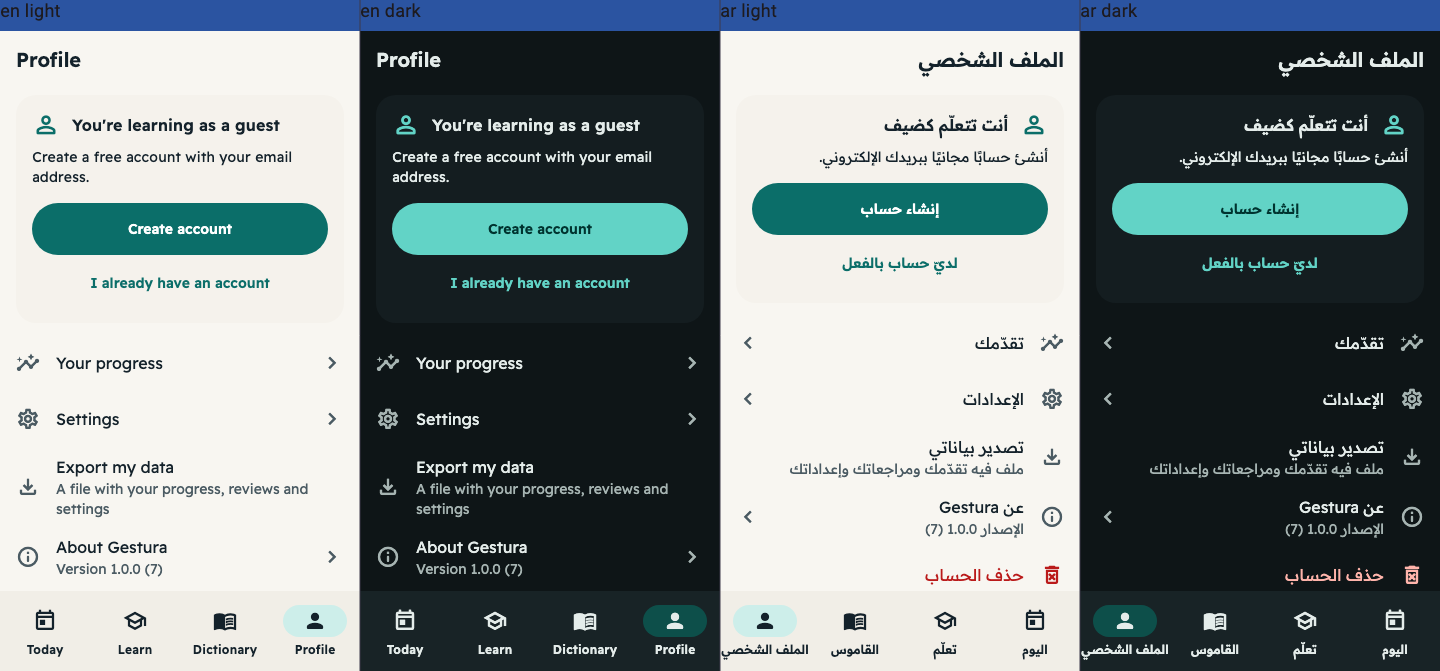 en light
Profile
You're learning as a guest
Create a free account with your email
address.
Create account
I already have an account
Your progress
Settings
Export my data
A file with your progress, reviews and
settings
About Gestura
Version 1.0.0 (7)
Today
Learn
Dictionary
Profile
en dark
Profile
You're learning as a guest
Create a free account with your email
address.
Create account
I already have an account
Your progress
Settings
Export my data
A file with your progress, reviews and
settings
About Gestura
Version 1.0.0 (7)
Today
Learn
Dictionary
Profile
ar light
الملف الشخصي
أنت تتعلّم كضيف
أنشئ حسابًا مجانيًا ببريدك الإلكتروني.
إنشاء حساب
لديّ حساب بالفعل
تقدّمك
الإعدادات
تصدير بياناتي
ملف فيه تقدّمك ومراجعاتك وإعداداتك
عن Gestura
الإصدار 1.0.0 (7)
حذف الحساب
اليوم
تعلّم
القاموس
الملف الشخصي
ar dark
الملف الشخصي
أنت تتعلّم كضيف
أنشئ حسابًا مجانيًا ببريدك الإلكتروني.
إنشاء حساب
لديّ حساب بالفعل
تقدّمك
الإعدادات
تصدير بياناتي
ملف فيه تقدّمك ومراجعاتك وإعداداتك
عن Gestura
الإصدار 1.0.0 (7)
حذف الحساب
اليوم
تعلّم
القاموس
الملف الشخصي